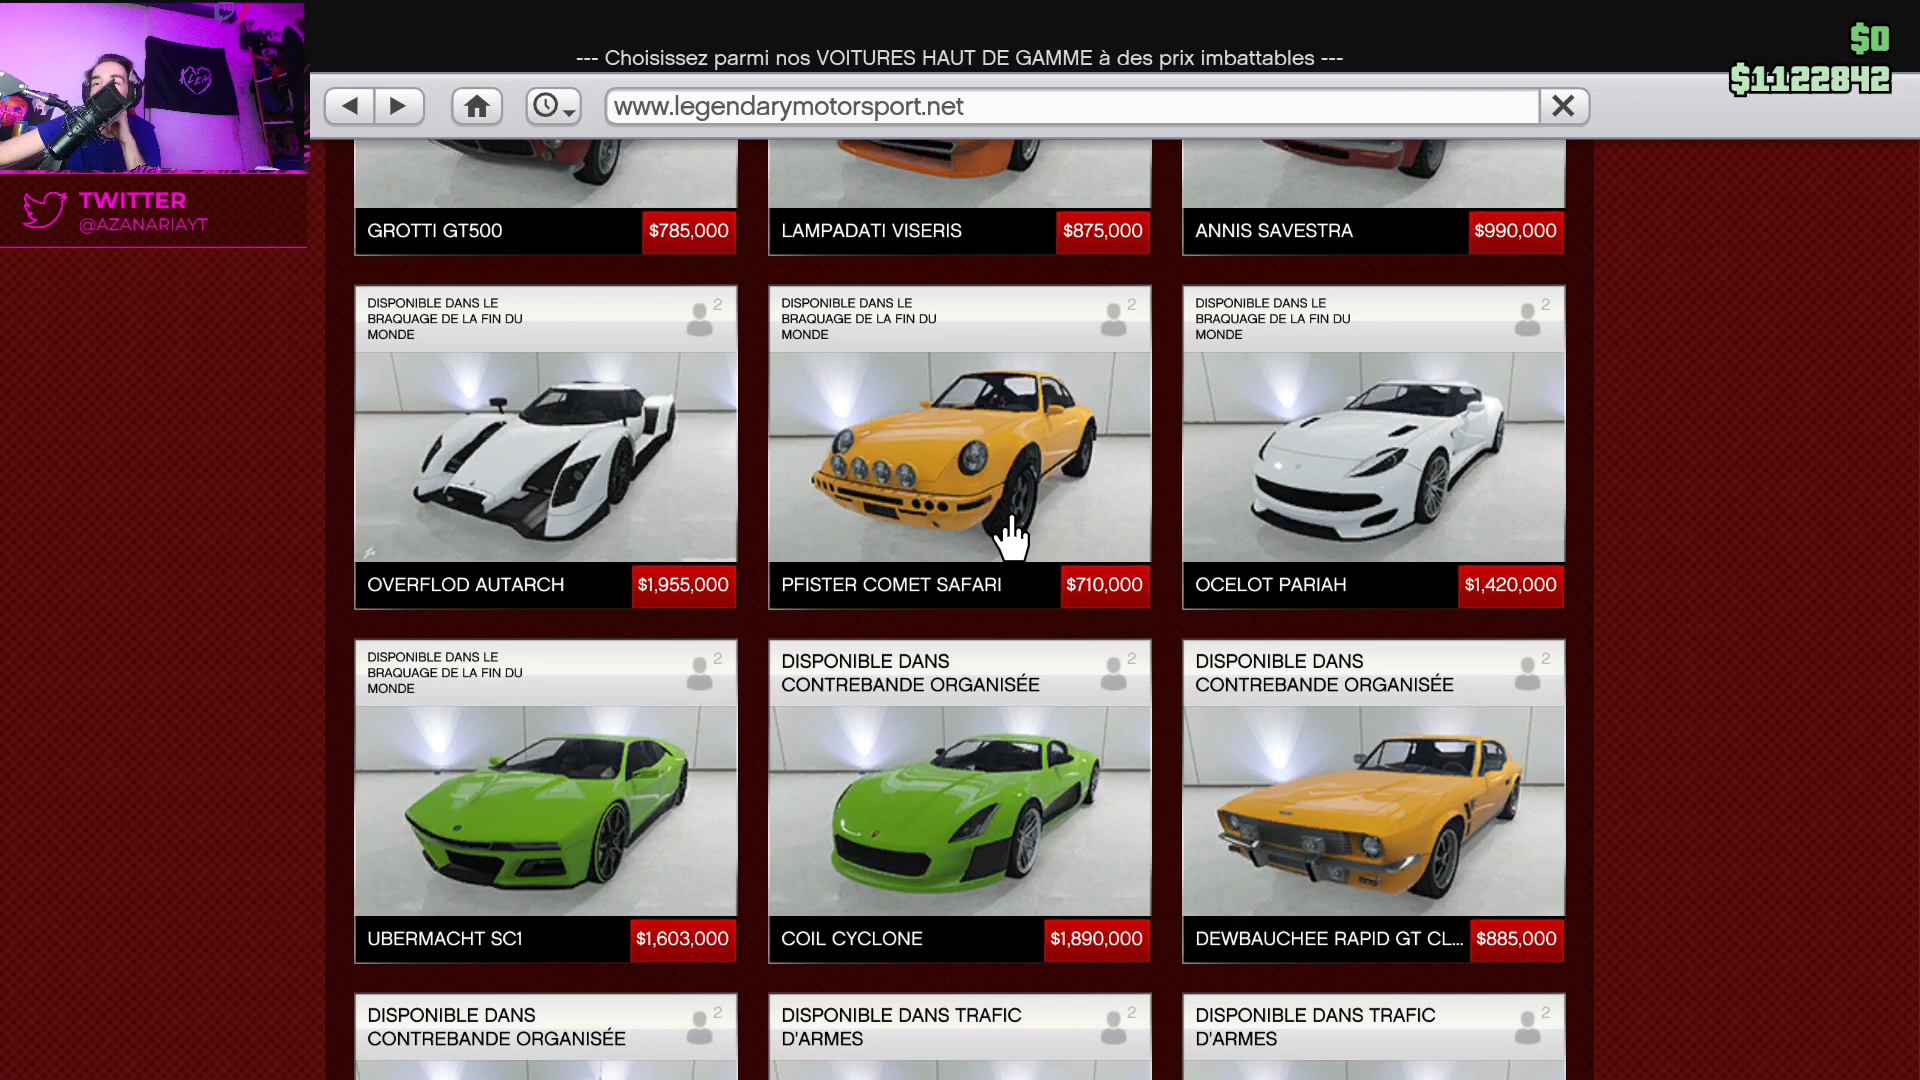 --- Choisissez parmi nos VOITURES HAUT DE GAMME à des prix imbattables ---
$0
$1122842
www.legendarymotorsport.net
TWITTER
@AZANARIAYT
GROTTI GT500
$785,000
LAMPADATI VISERIS
$875,000
ANNIS SAVESTRA
$990,000
DISPONIBLE DANS LE
BRAQUAGE DE LA FIN DU
MONDE
2
DISPONIBLE DANS LE
BRAQUAGE DE LA FIN DU
MONDE
2
DISPONIBLE DANS LE
BRAQUAGE DE LA FIN DU
MONDE
2
OVERFLOD AUTARCH
$1,955,000
PFISTER COMET SAFARI
$710,000
OCELOT PARIAH
$1,420,000
DISPONIBLE DANS LE
BRAQUAGE DE LA FIN DU
MONDE
2
DISPONIBLE DANS
CONTREBANDE ORGANISÉE
2
DISPONIBLE DANS
CONTREBANDE ORGANISÉE
2
UBERMACHT SC1
$1,603,000
COIL CYCLONE
$1,890,000
DEWBAUCHEE RAPID GT CL...
$885,000
DISPONIBLE DANS
CONTREBANDE ORGANISÉE
2
DISPONIBLE DANS TRAFIC
D'ARMES
2
DISPONIBLE DANS TRAFIC
D'ARMES
2